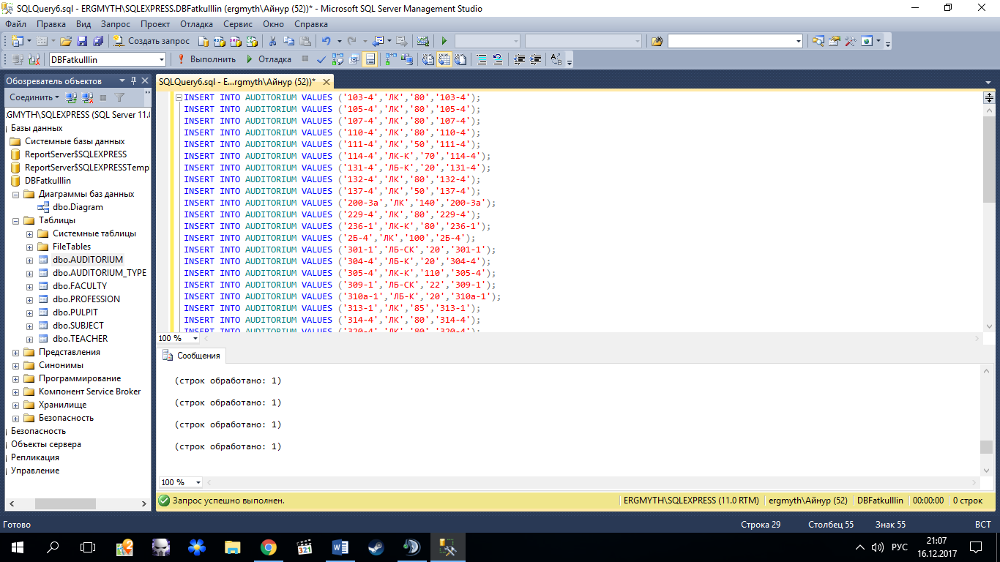 SQLQuery6.sql - ERGMYTH\SQLEXPRESS.DBFatkulllin (ergmyth\Айнур (52))* - Microsoft SQL Server Management Studio
Файл Правка Вид Запрос Проект Отладка Сервис Окно Справка
Создать запрос
DBFatkulllin Выполнить Отладка
Обозреватель объектов
Соединить
.GMYTH\SQLEXPRESS (SQL Server 11.0
Базы данных
Системные базы данных
ReportServer$SQLEXPRESS
ReportServer$SQLEXPRESSTemp
DBFatkulllin
Диаграммы баз данных
dbo.Diagram
Таблицы
Системные таблицы
FileTables
dbo.AUDITORIUM
dbo.AUDITORIUM_TYPE
dbo.FACULTY
dbo.PROFESSION
dbo.PULPIT
dbo.SUBJECT
dbo.TEACHER
Представления
Синонимы
Программирование
Компонент Service Broker
Хранилище
Безопасность
Безопасность
Объекты сервера
Репликация
Управление
SQLQuery6.sql - E...rgmyth\Айнур (52))*
INSERT INTO AUDITORIUM VALUES ('103-4','ЛК','80','103-4');
INSERT INTO AUDITORIUM VALUES ('105-4','ЛК','80','105-4');
INSERT INTO AUDITORIUM VALUES ('107-4','ЛК','80','107-4');
INSERT INTO AUDITORIUM VALUES ('110-4','ЛК','80','110-4');
INSERT INTO AUDITORIUM VALUES ('111-4','ЛК','50','111-4');
INSERT INTO AUDITORIUM VALUES ('114-4','ЛК-К','70','114-4');
INSERT INTO AUDITORIUM VALUES ('131-4','ЛБ-К','20','131-4');
INSERT INTO AUDITORIUM VALUES ('132-4','ЛК','80','132-4');
INSERT INTO AUDITORIUM VALUES ('137-4','ЛК','50','137-4');
INSERT INTO AUDITORIUM VALUES ('200-3а','ЛК','140','200-3а');
INSERT INTO AUDITORIUM VALUES ('229-4','ЛК','80','229-4');
INSERT INTO AUDITORIUM VALUES ('236-1','ЛК-К','80','236-1');
INSERT INTO AUDITORIUM VALUES ('2Б-4','ЛК','100','2Б-4');
INSERT INTO AUDITORIUM VALUES ('301-1','ЛБ-СК','20','301-1');
INSERT INTO AUDITORIUM VALUES ('304-4','ЛБ-К','20','304-4');
INSERT INTO AUDITORIUM VALUES ('305-4','ЛК-К','110','305-4');
INSERT INTO AUDITORIUM VALUES ('309-1','ЛБ-СК','22','309-1');
INSERT INTO AUDITORIUM VALUES ('310а-1','ЛБ-К','20','310а-1');
INSERT INTO AUDITORIUM VALUES ('313-1','ЛК','85','313-1');
INSERT INTO AUDITORIUM VALUES ('314-4','ЛК','80','314-4');
INSERT INTO AUDITORIUM VALUES ('320-4','ЛК','80','320-4');
100 %
Сообщения
(строк обработано: 1)
(строк обработано: 1)
(строк обработано: 1)
(строк обработано: 1)
100 %
Запрос успешно выполнен. ERGMYTH\SQLEXPRESS (11.0 RTM) ergmyth\Айнур (52) DBFatkulllin 00:00:00 0 строк
Готово Строка 29 Столбец 55 Знак 55 ВСТ
321
РУС
21:07
16.12.2017